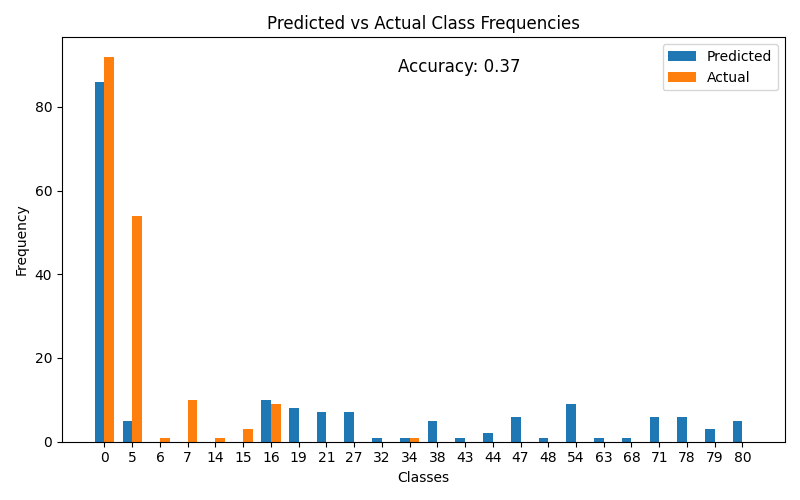 Predicted vs Actual Class Frequencies
Accuracy: 0.37
Predicted
Actual
Frequency
80
60
40
20
0
0 5 6 7 14 15 16 19 21 27 32 34 38 43 44 47 48 54 63 68 71 78 79 80
Classes